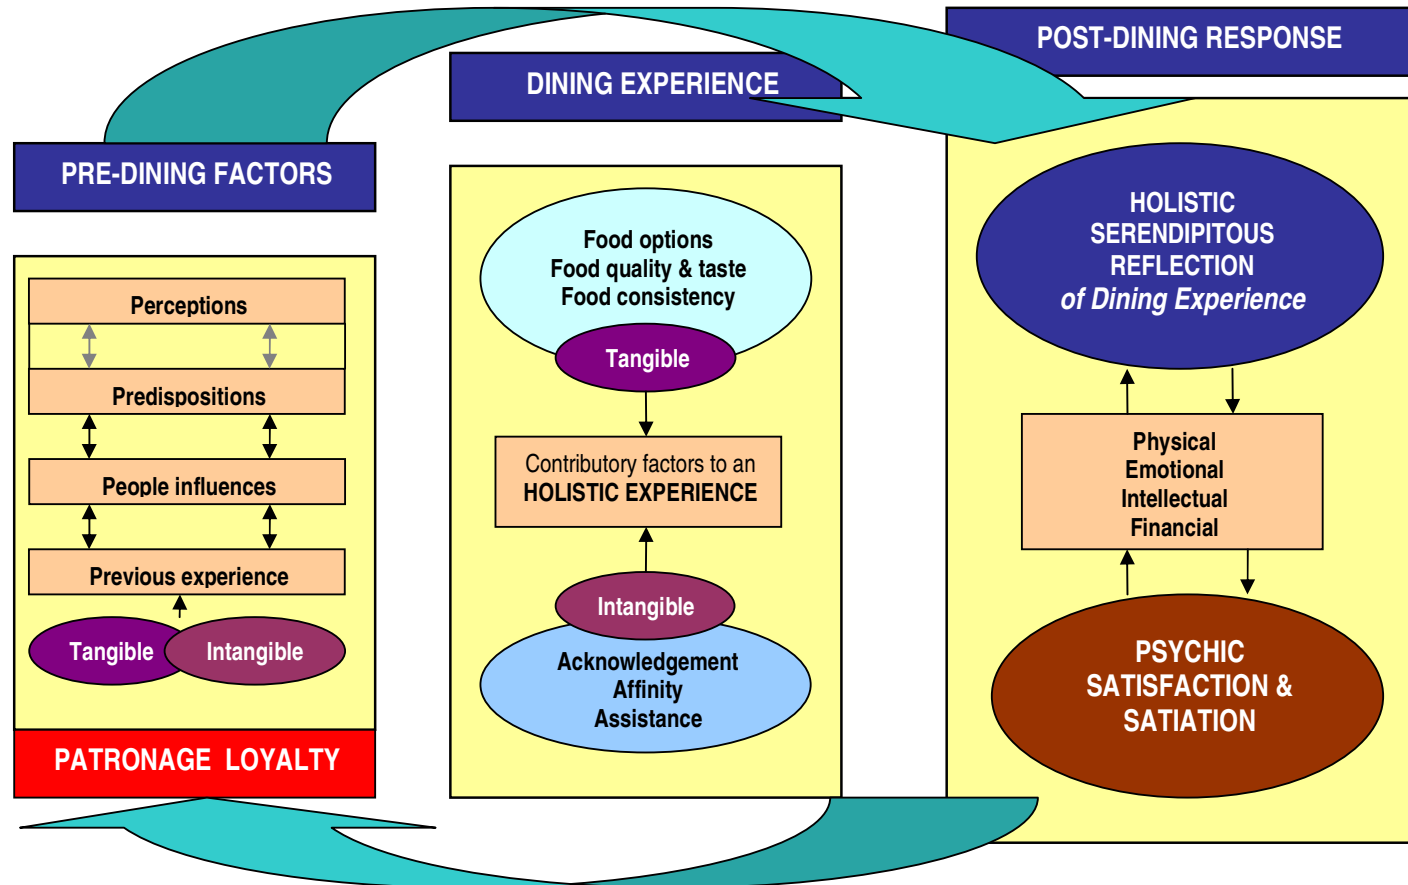 PRE-DINING FACTORS
Perceptions
Predispositions
People influences
Previous experience
Tangible
Intangible
PATRONAGE LOYALTY
DINING EXPERIENCE
Food options
Food quality & taste
Food consistency
Tangible
Contributory factors to an
HOLISTIC EXPERIENCE
Intangible
Acknowledgement
Affinity
Assistance
POST-DINING RESPONSE
HOLISTIC
SERENDIPITOUS
REFLECTION
of Dining Experience
Physical
Emotional
Intellectual
Financial
PSYCHIC
SATISFACTION &
SATIATION